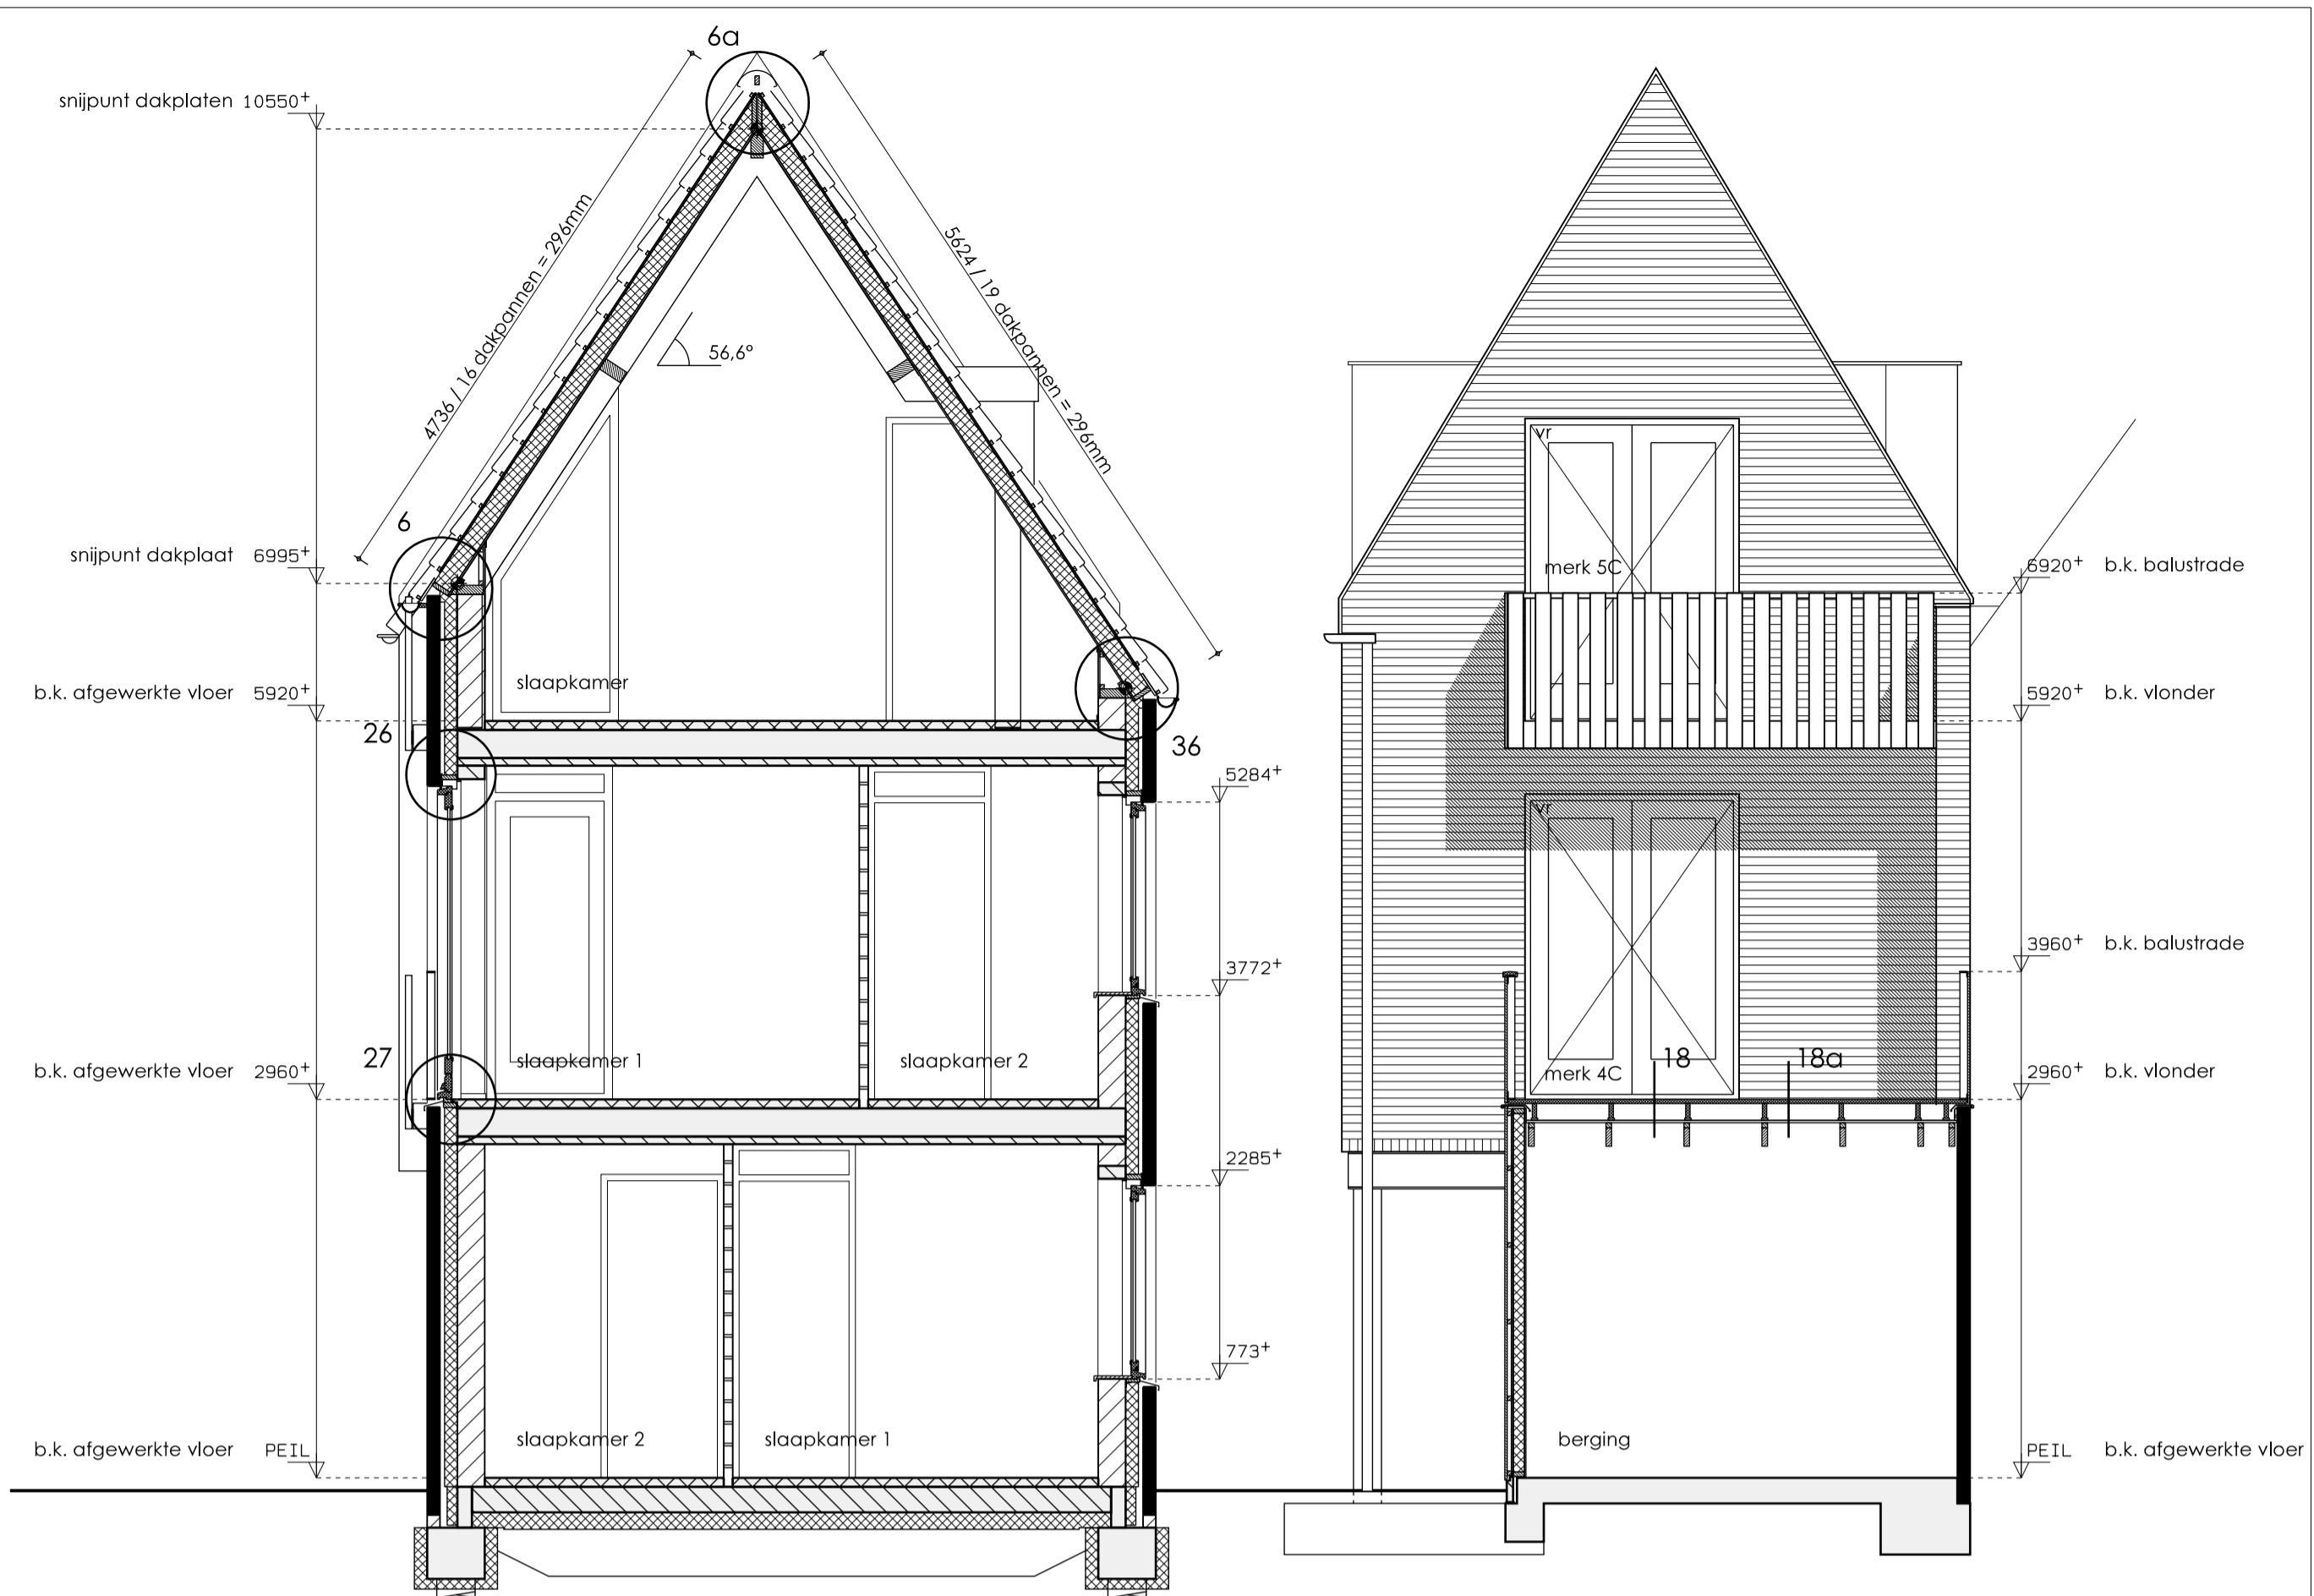 6a
snijpunt dakplaten 10550+
4736 / 16 dakpannen = 296mm
5624 / 19 dakpannen = 296mm
56,6°
6
snijpunt dakplaat 6995+
slaapkamer
b.k. afgewerkte vloer 5920+
26
36
5284+
3772+
27
slaapkamer 1
slaapkamer 2
b.k. afgewerkte vloer 2960+
2285+
773+
slaapkamer 2
slaapkamer 1
b.k. afgewerkte vloer PEIL
vr
merk 5C
6920+ b.k. balustrade
5920+ b.k. vlonder
vr
3960+ b.k. balustrade
18
18a
merk 4C
2960+ b.k. vlonder
berging
PEIL b.k. afgewerkte vloer